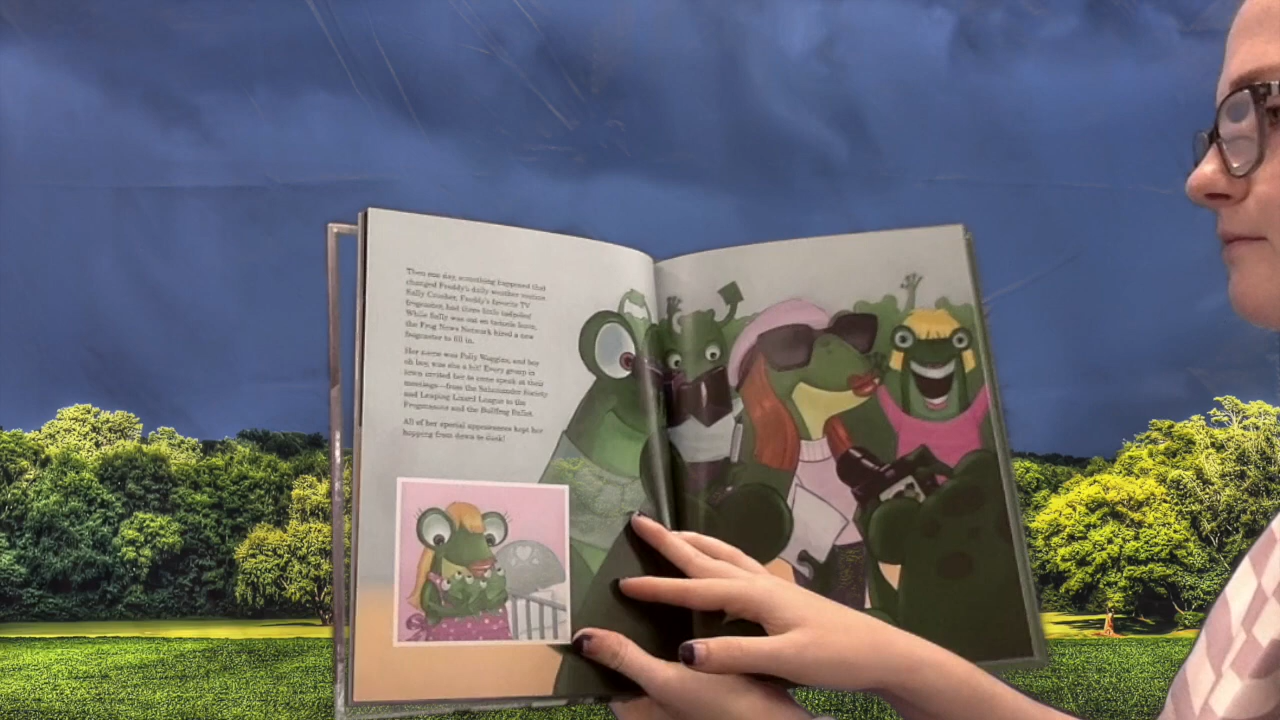 Then one day, something happened that
changed Freddy's daily weather routine.
Sally Croaker, Freddy's favorite TV
frogcaster, had three little tadpoles!
While Sally was out on tadpole leave,
the Frog News Network hired a new
frogcaster to fill in.
Her name was Polly Woggins, and boy
oh boy, was she a hit! Every group in
town invited her to come speak at their
meetings—from the Salamander Society
and Leaping Lizard League to the
and the Bullfrog Ballet.
All of her special appearances kept her
hopping from dawn to dusk!